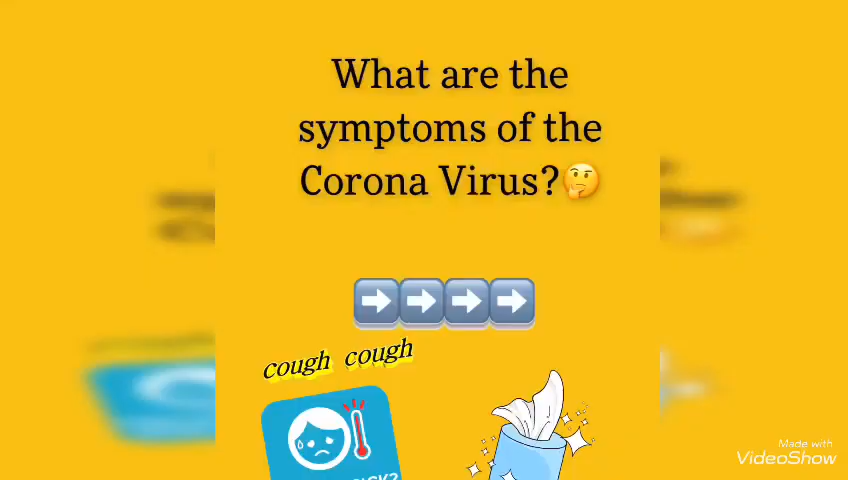 What are the
symptoms of the
Corona Virus?🤔
➡➡➡➡
cough cough
Made with
VideoShow